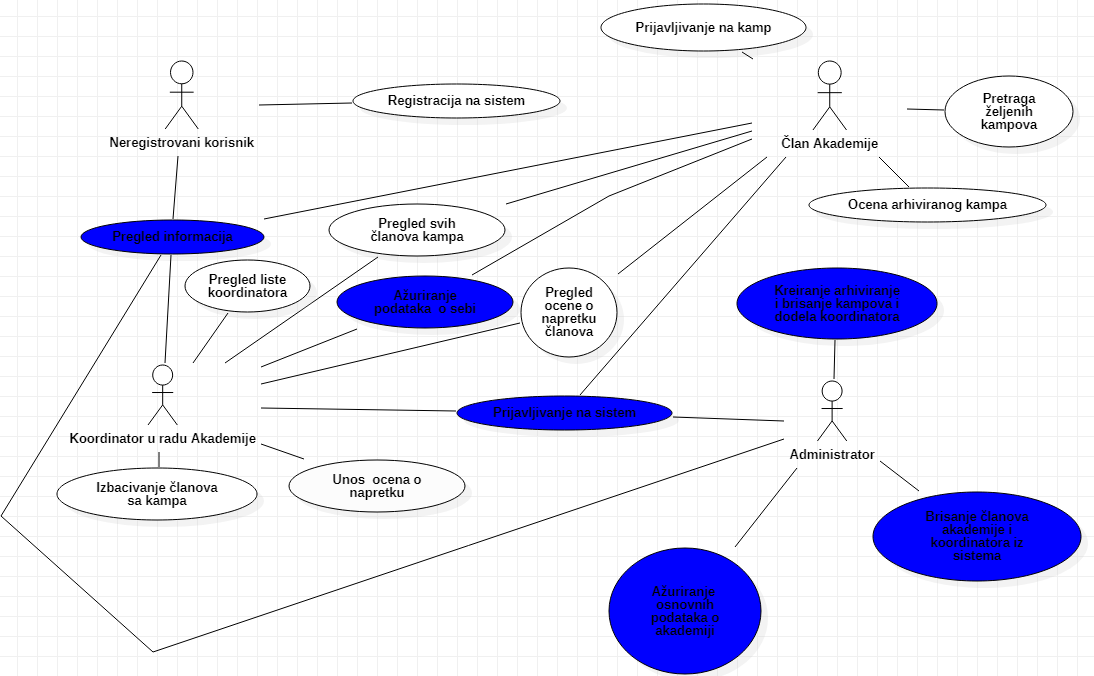 Prijavljivanje na kamp
Registracija na sistem
Pretraga
željenih
kampova
Neregistrovani korisnik
Član Akademije
Ocena arhiviranog kampa
Pregled informacija
Pregled svih
članova kampa
Pregled liste
koordinatora
Ažuriranje
podataka o sebi
Pregled
ocene o
napretku
članova
Kreiranje arhiviranje
i brisanje kampova i
dodela koordinatora
Prijavljivanje na sistem
Koordinator u radu Akademije
Administrator
Izbacivanje članova
sa kampa
Unos ocena o
napretku
Brisanje članova
akademije i
koordinatora iz
sistema
Ažuriranje
osnovnih
podataka o
akademiji